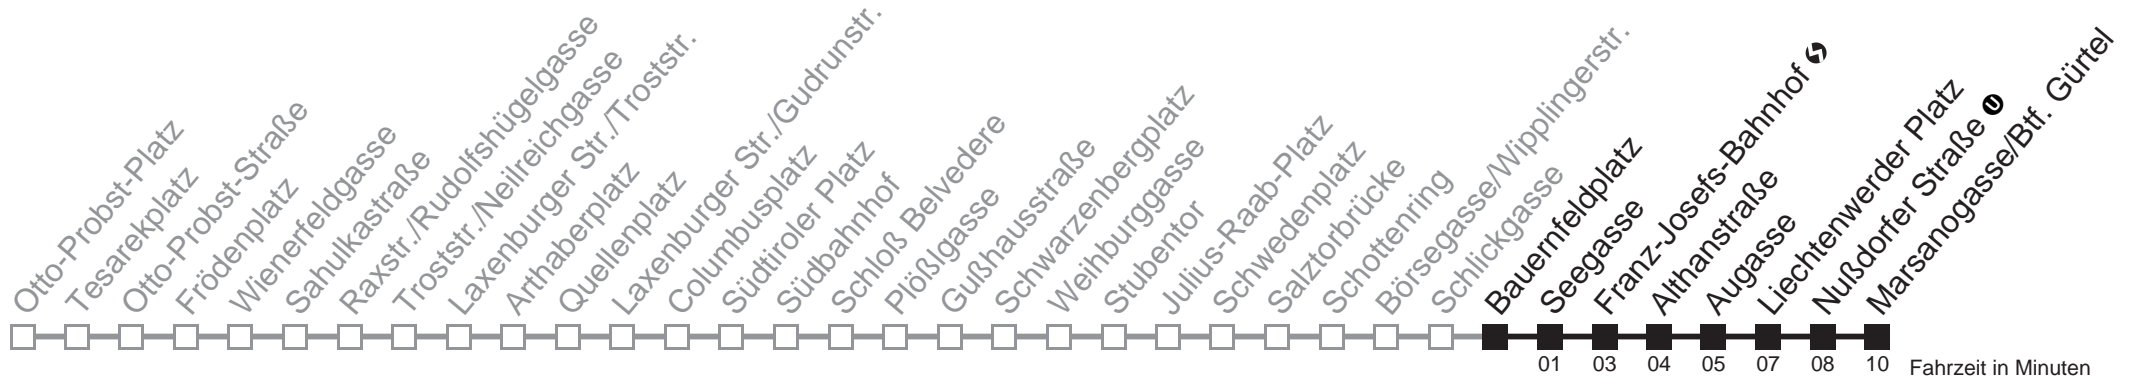 Otto-Probst-Platz
Tesarekplatz
Otto-Probst-Straße
Frödenplatz
Wienerfeldgasse
Sahulkastraße
Raxstr./Rudolfshügelgasse
Troststr./Neilreichgasse
Laxenburger Str./Troststr.
Arthaberplatz
Quellenplatz
Laxenburger Str./Gudrunstr.
Columbusplatz
Südtiroler Platz
Südbahnhof
Schloß Belvedere
Plößlgasse
Gußhausstraße
Schwarzenbergplatz
Weihburggasse
Stubentor
Julius-Raab-Platz
Schwedenplatz
Salztorbrücke
Schottenring
Börsegasse/Wipplingerstr.
Schlickgasse
Bauernfeldplatz
Seegasse
Franz-Josefs-Bahnhof
Althanstraße
Augasse
Liechtenwerder Platz
Nußdorfer Straße U
Marsanogasse/Btf. Gürtel
01 03 04 05 07 08 10 Fahrzeit in Minuten